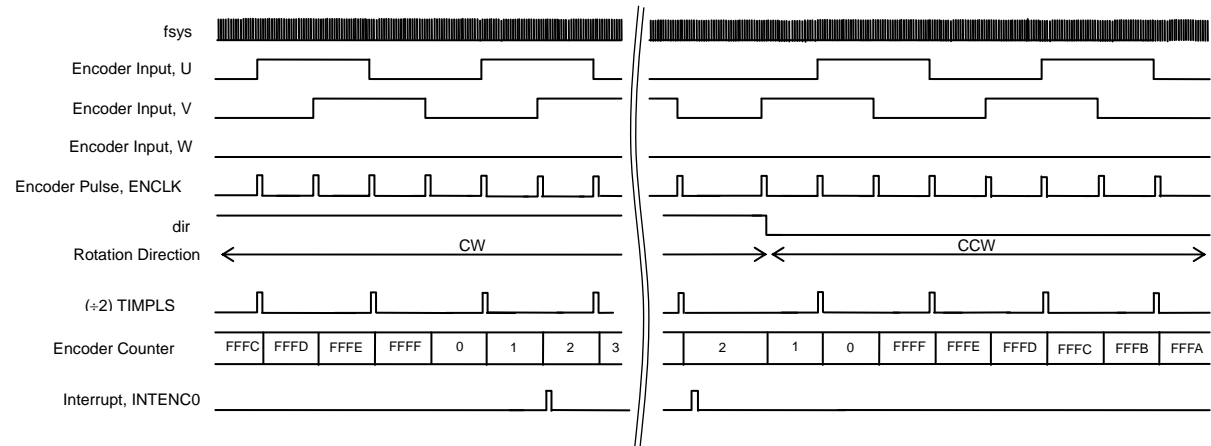 fsys
Encoder Input, U
Encoder Input, V
Encoder Input, W
Encoder Pulse, ENCLK
dir
Rotation Direction CW CCW
(÷2) TIMPLS
Encoder Counter FFFC FFFD FFFE FFFF 0 1 2 3 2 1 0 FFFF FFFE FFFD FFFC FFFB FFFA
Interrupt, INTENC0